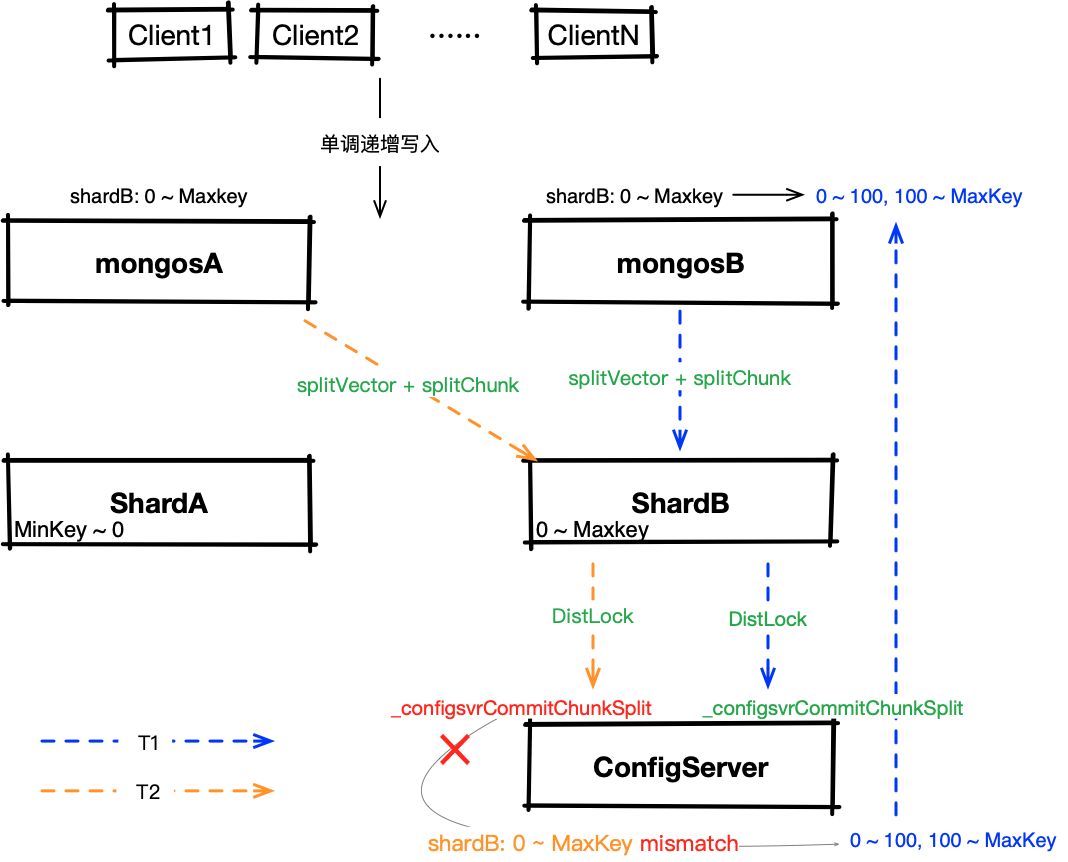 Client1
Client2
······
ClientN
单调递增写入
shardB: 0 ~ Maxkey
shardB: 0 ~ Maxkey
0 ~ 100, 100 ~ MaxKey
mongosA
mongosB
splitVector + splitChunk
splitVector + splitChunk
ShardA
MinKey ~ 0
ShardB
0 ~ Maxkey
DistLock
DistLock
_configsvrCommitChunkSplit
_configsvrCommitChunkSplit
T1
T2
ConfigServer
shardB: 0 ~ MaxKey mismatch
0 ~ 100, 100 ~ MaxKey